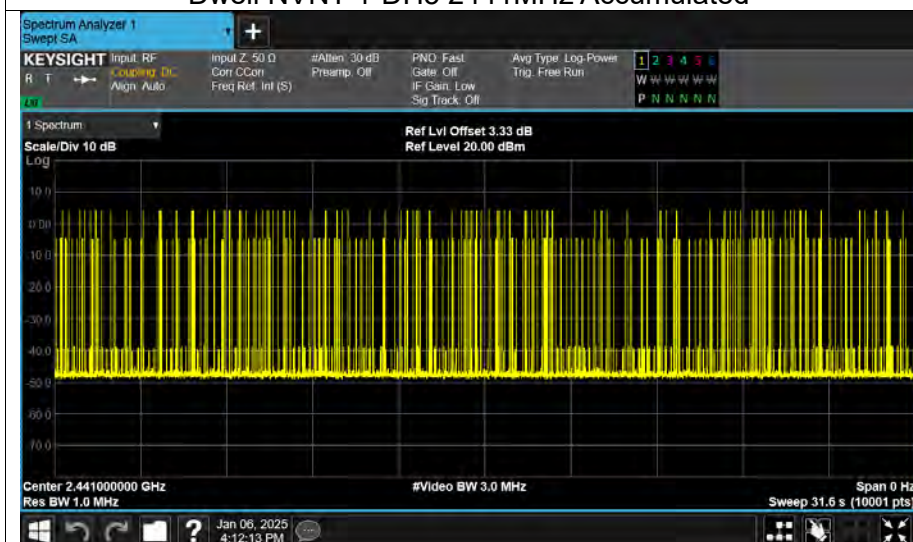 Spectrum Analyzer 1
Swept SA
+
KEYSIGHT
R T
Input: RF
Coupling: DC
Align: Auto
Input Z: 50 Ω
Corr CCorr
Freq Ref: Int (S)
#Atten: 30 dB
Preamp: Off
PNO: Fast
Gate: Off
IF Gain: Low
Sig Track: Off
Avg Type: Log-Power
Trig: Free Run
1 2 3 4 5 6
W W W W W W
P N N N N N
1 Spectrum
Scale/Div 10 dB
Ref Lvl Offset 3.33 dB
Ref Level 20.00 dBm
Log
10.0
0.00
-10.0
-20.0
-30.0
-40.0
-50.0
-60.0
-70.0
Center 2.441000000 GHz
#Video BW 3.0 MHz
Span 0 Hz
Res BW 1.0 MHz
Sweep 31.6 s (10001 pts)
?
Jan 06, 2025
4:12:13 PM